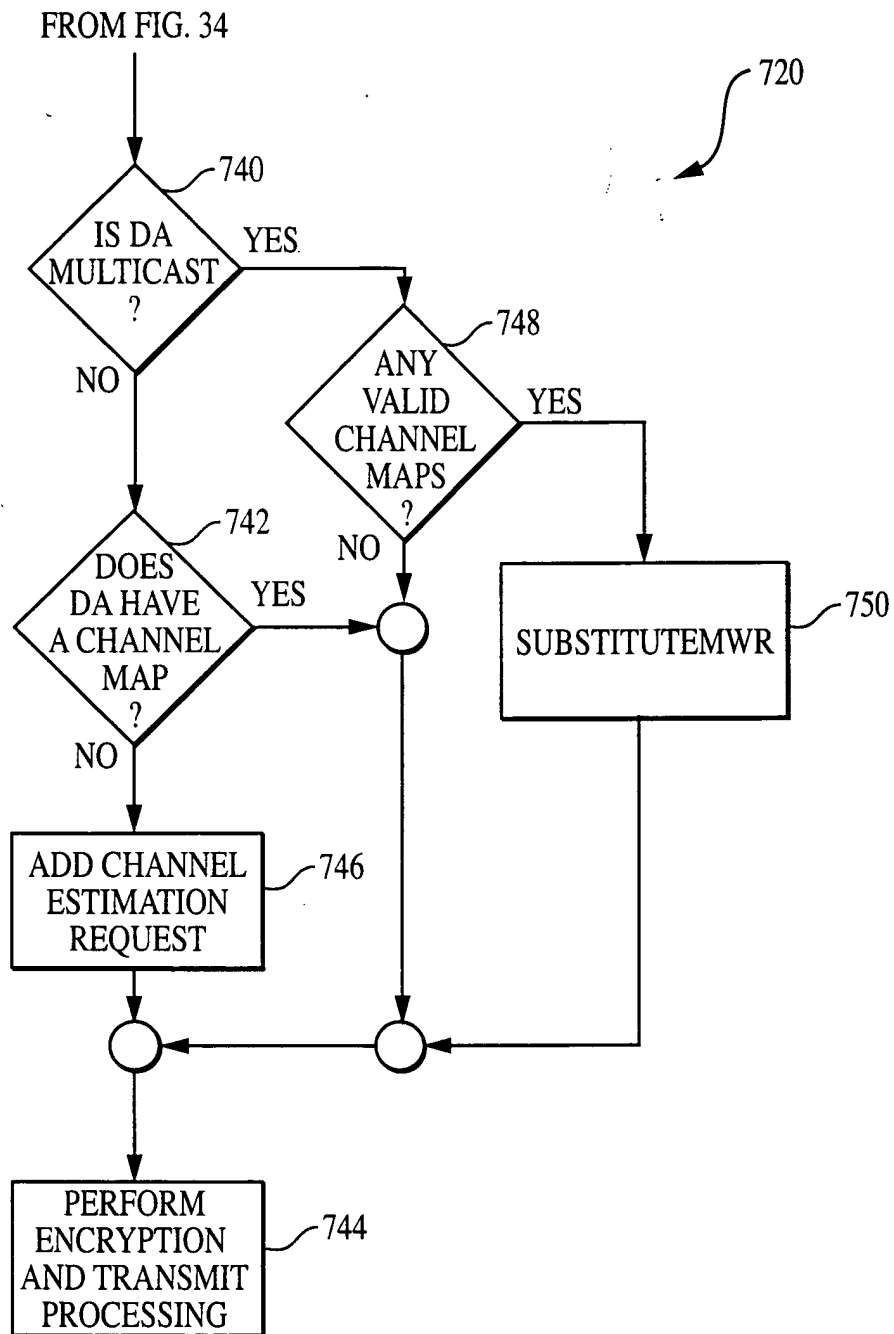 FROM FIG. 34
720
740
IS DA
MULTICAST
?
YES
NO
748
ANY
VALID
CHANNEL
MAPS
?
YES
NO
742
DOES
DA HAVE
A CHANNEL
MAP
?
YES
NO
750
SUBSTITUTEMWR
746
ADD CHANNEL
ESTIMATION
REQUEST
744
PERFORM
ENCRYPTION
AND TRANSMIT
PROCESSING